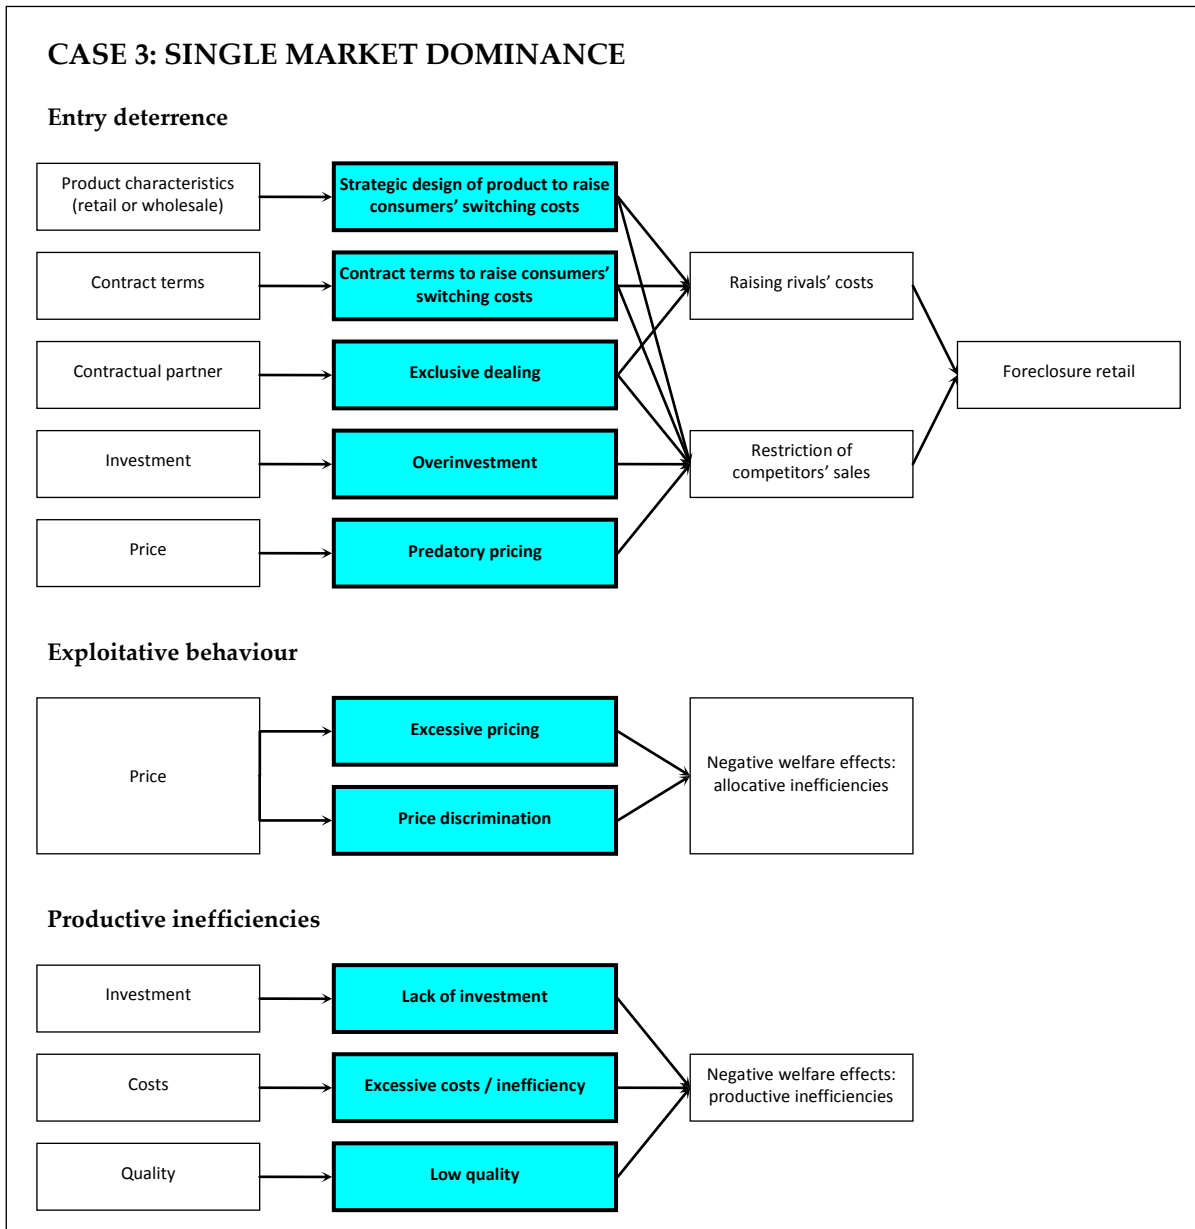 CASE 3: SINGLE MARKET DOMINANCE
Entry deterrence
Product characteristics
(retail or wholesale)
Strategic design of product to raise
consumers’ switching costs
Contract terms
Contract terms to raise consumers’
switching costs
Raising rivals’ costs
Contractual partner
Exclusive dealing
Foreclosure retail
Investment
Overinvestment
Restriction of
competitors’ sales
Price
Predatory pricing
Exploitative behaviour
Price
Excessive pricing
Price discrimination
Negative welfare effects:
allocative inefficiencies
Productive inefficiencies
Investment
Lack of investment
Costs
Excessive costs / inefficiency
Negative welfare effects:
productive inefficiencies
Quality
Low quality